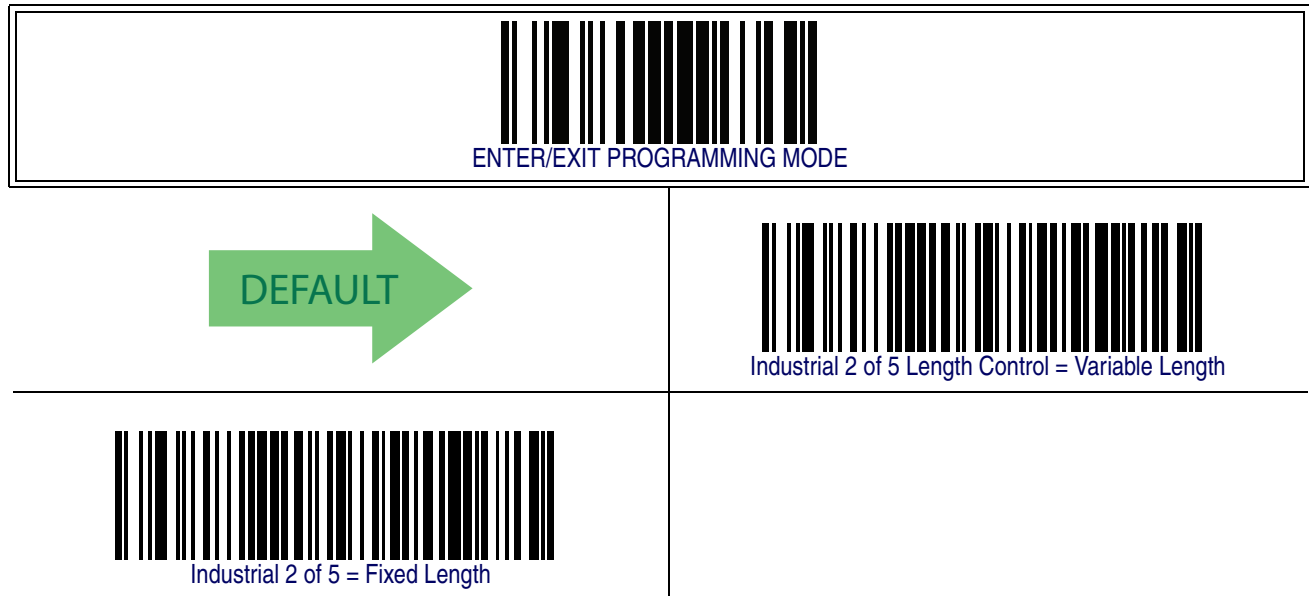 ENTER/EXIT PROGRAMMING MODE
DEFAULT
Industrial 2 of 5 Length Control = Variable Length
Industrial 2 of 5 = Fixed Length